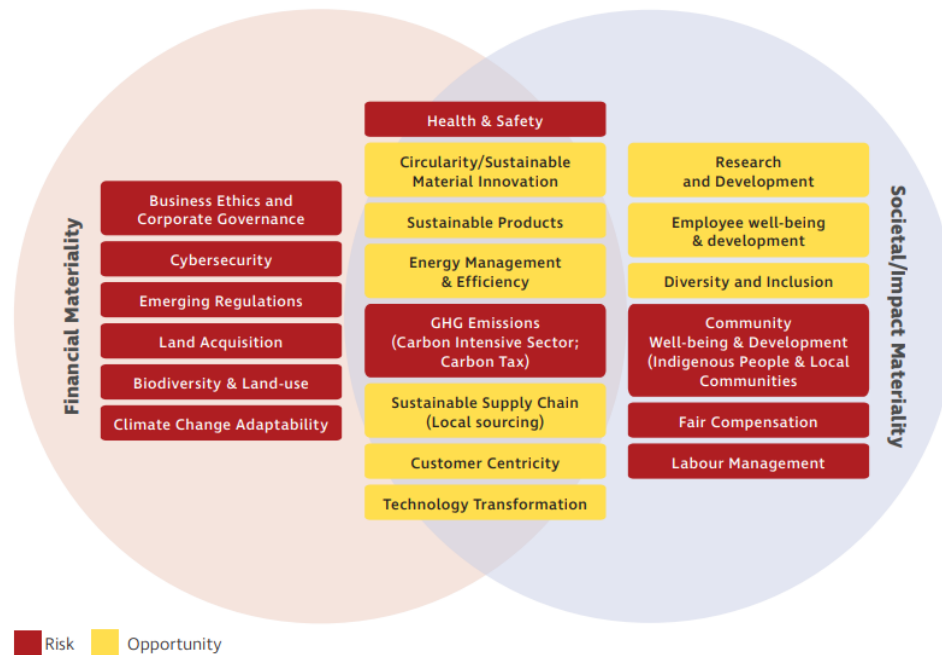 Financial Materiality
Business Ethics and
Corporate Governance
Cybersecurity
Emerging Regulations
Land Acquisition
Biodiversity & Land-use
Climate Change Adaptability
Health & Safety
Circularity/Sustainable
Material Innovation
Sustainable Products
Energy Management
& Efficiency
GHG Emissions
(Carbon Intensive Sector;
Carbon Tax)
Sustainable Supply Chain
(Local sourcing)
Customer Centricity
Technology Transformation
Research
and Development
Employee well-being
& development
Diversity and Inclusion
Community
Well-being & Development
(Indigenous People & Local
Communities
Fair Compensation
Labour Management
Societal/Impact Materiality
Risk
Opportunity